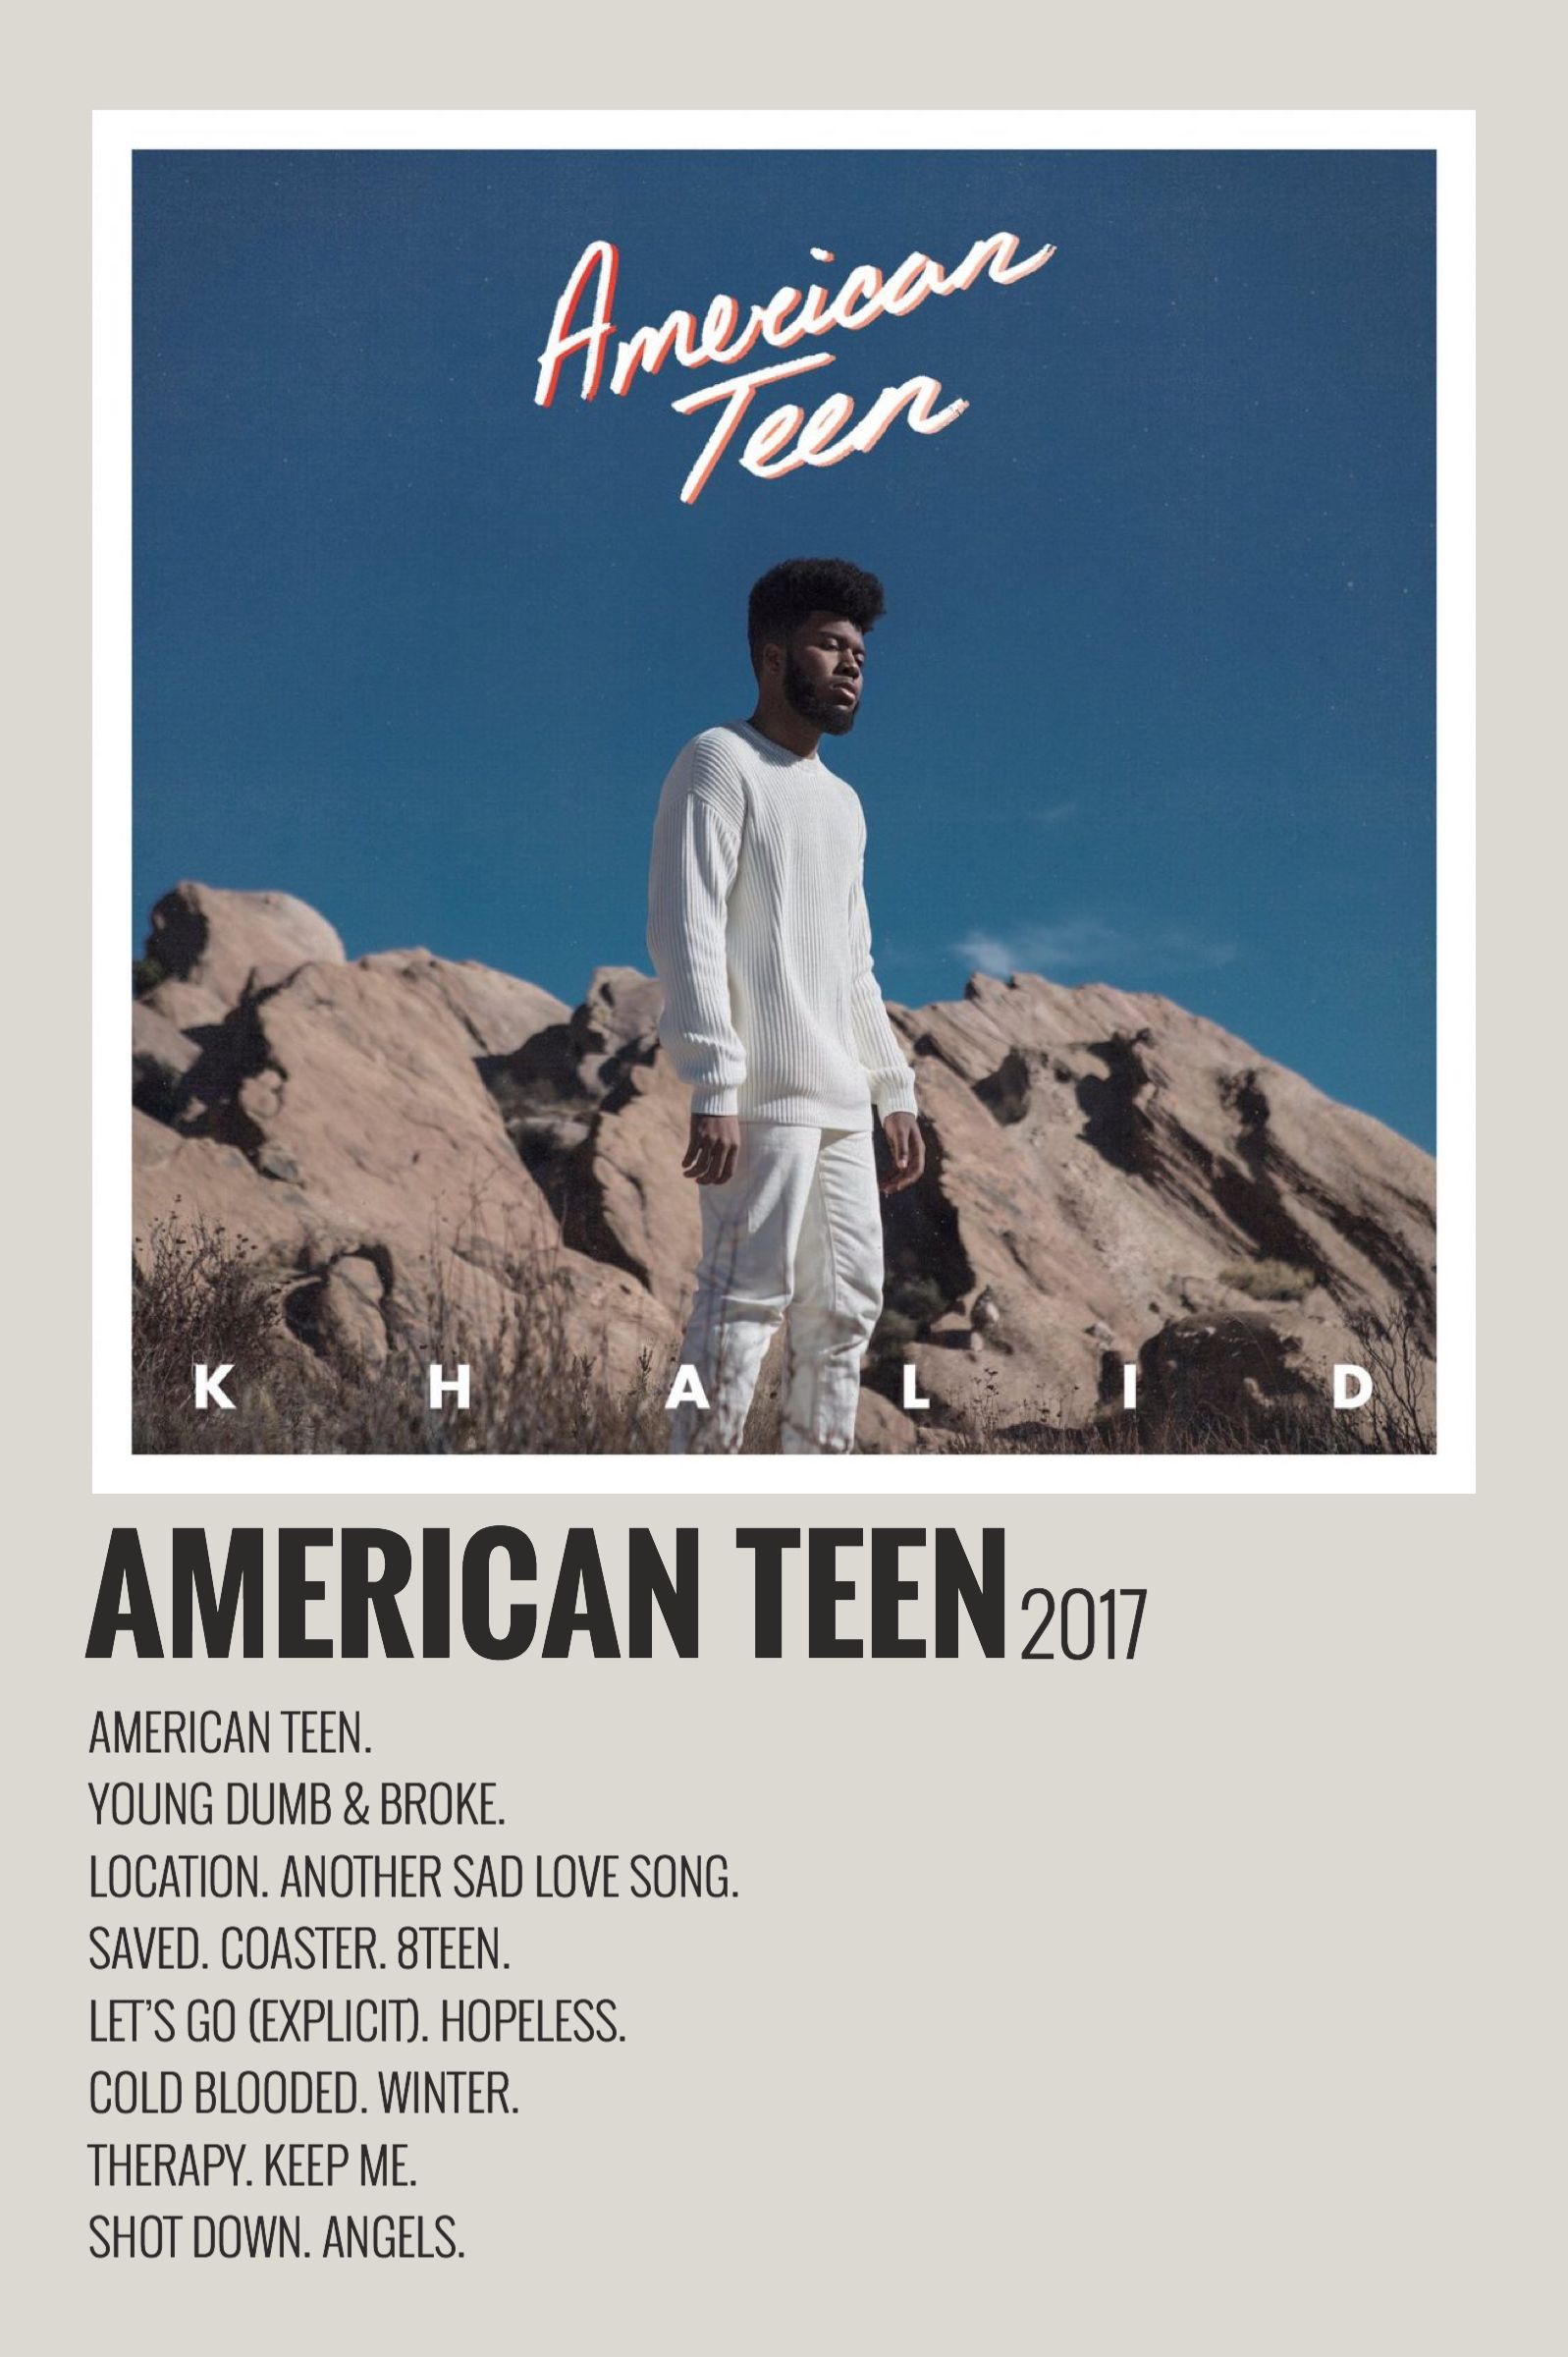 American
Teen
K H A L I D
AMERICAN TEEN 2017
AMERICAN TEEN.
YOUNG DUMB & BROKE.
LOCATION. ANOTHER SAD LOVE SONG.
SAVED. COASTER. 8TEEN.
LET’S GO (EXPLICIT). HOPELESS.
COLD BLOODED. WINTER.
THERAPY. KEEP ME.
SHOT DOWN. ANGELS.